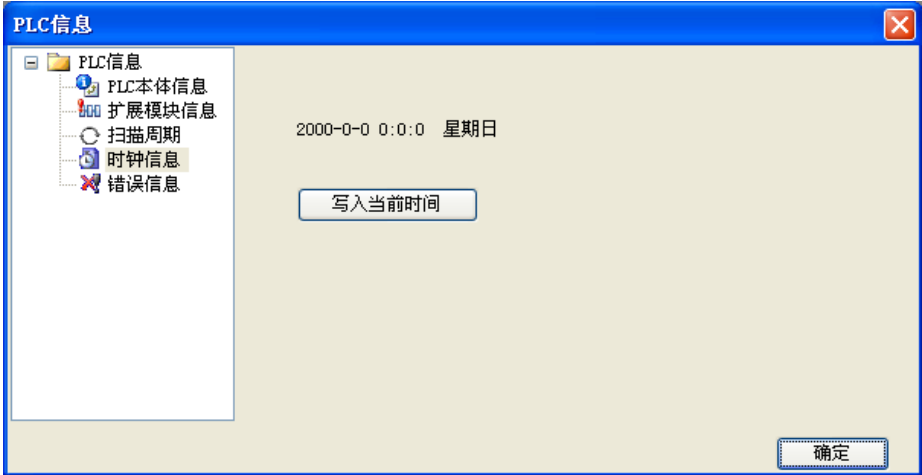 PLC信息
PLC信息
PLC本体信息
扩展模块信息
扫描周期
时钟信息
错误信息
2000-0-0 0:0:0 星期日
写入当前时间
确定